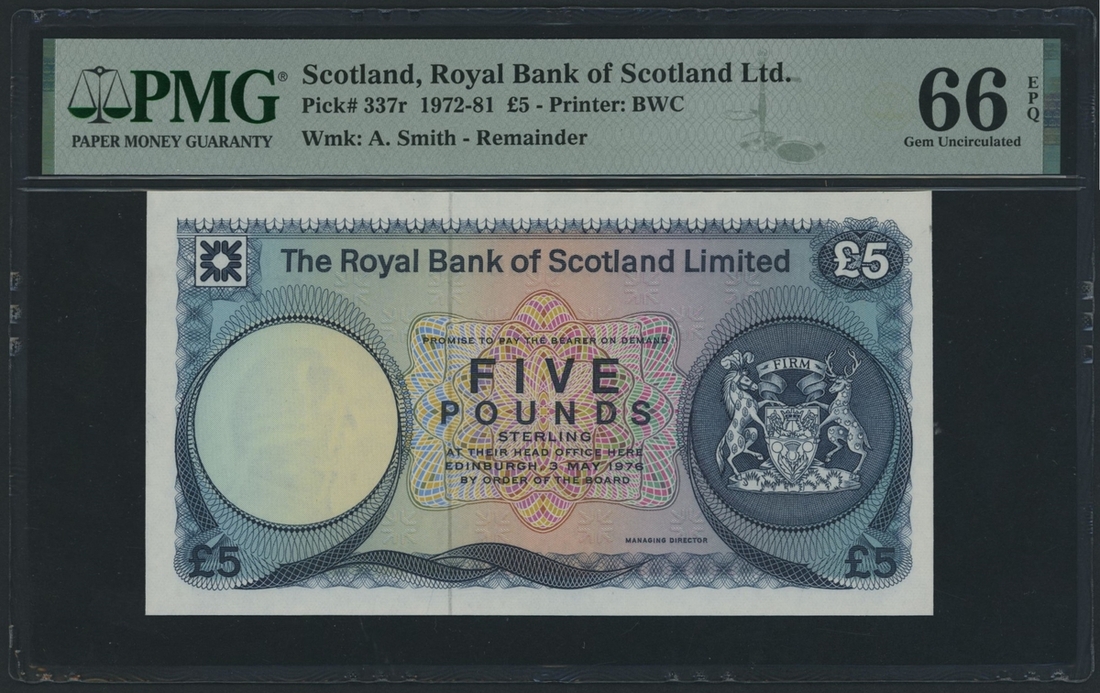 PMG®
PAPER MONEY GUARANTY
Scotland, Royal Bank of Scotland Ltd.
Pick# 337r 1972-81 £5 - Printer: BWC
Wmk: A. Smith - Remainder
66
EPQ
Gem Uncirculated
The Royal Bank of Scotland Limited
£5
PROMISE TO PAY THE BEARER ON DEMAND
FIVE
POUNDS
STERLING
AT THEIR HEAD OFFICE HERE
EDINBURGH, 3 MAY 1976
BY ORDER OF THE BOARD
FIRM
MANAGING DIRECTOR
£5
£5